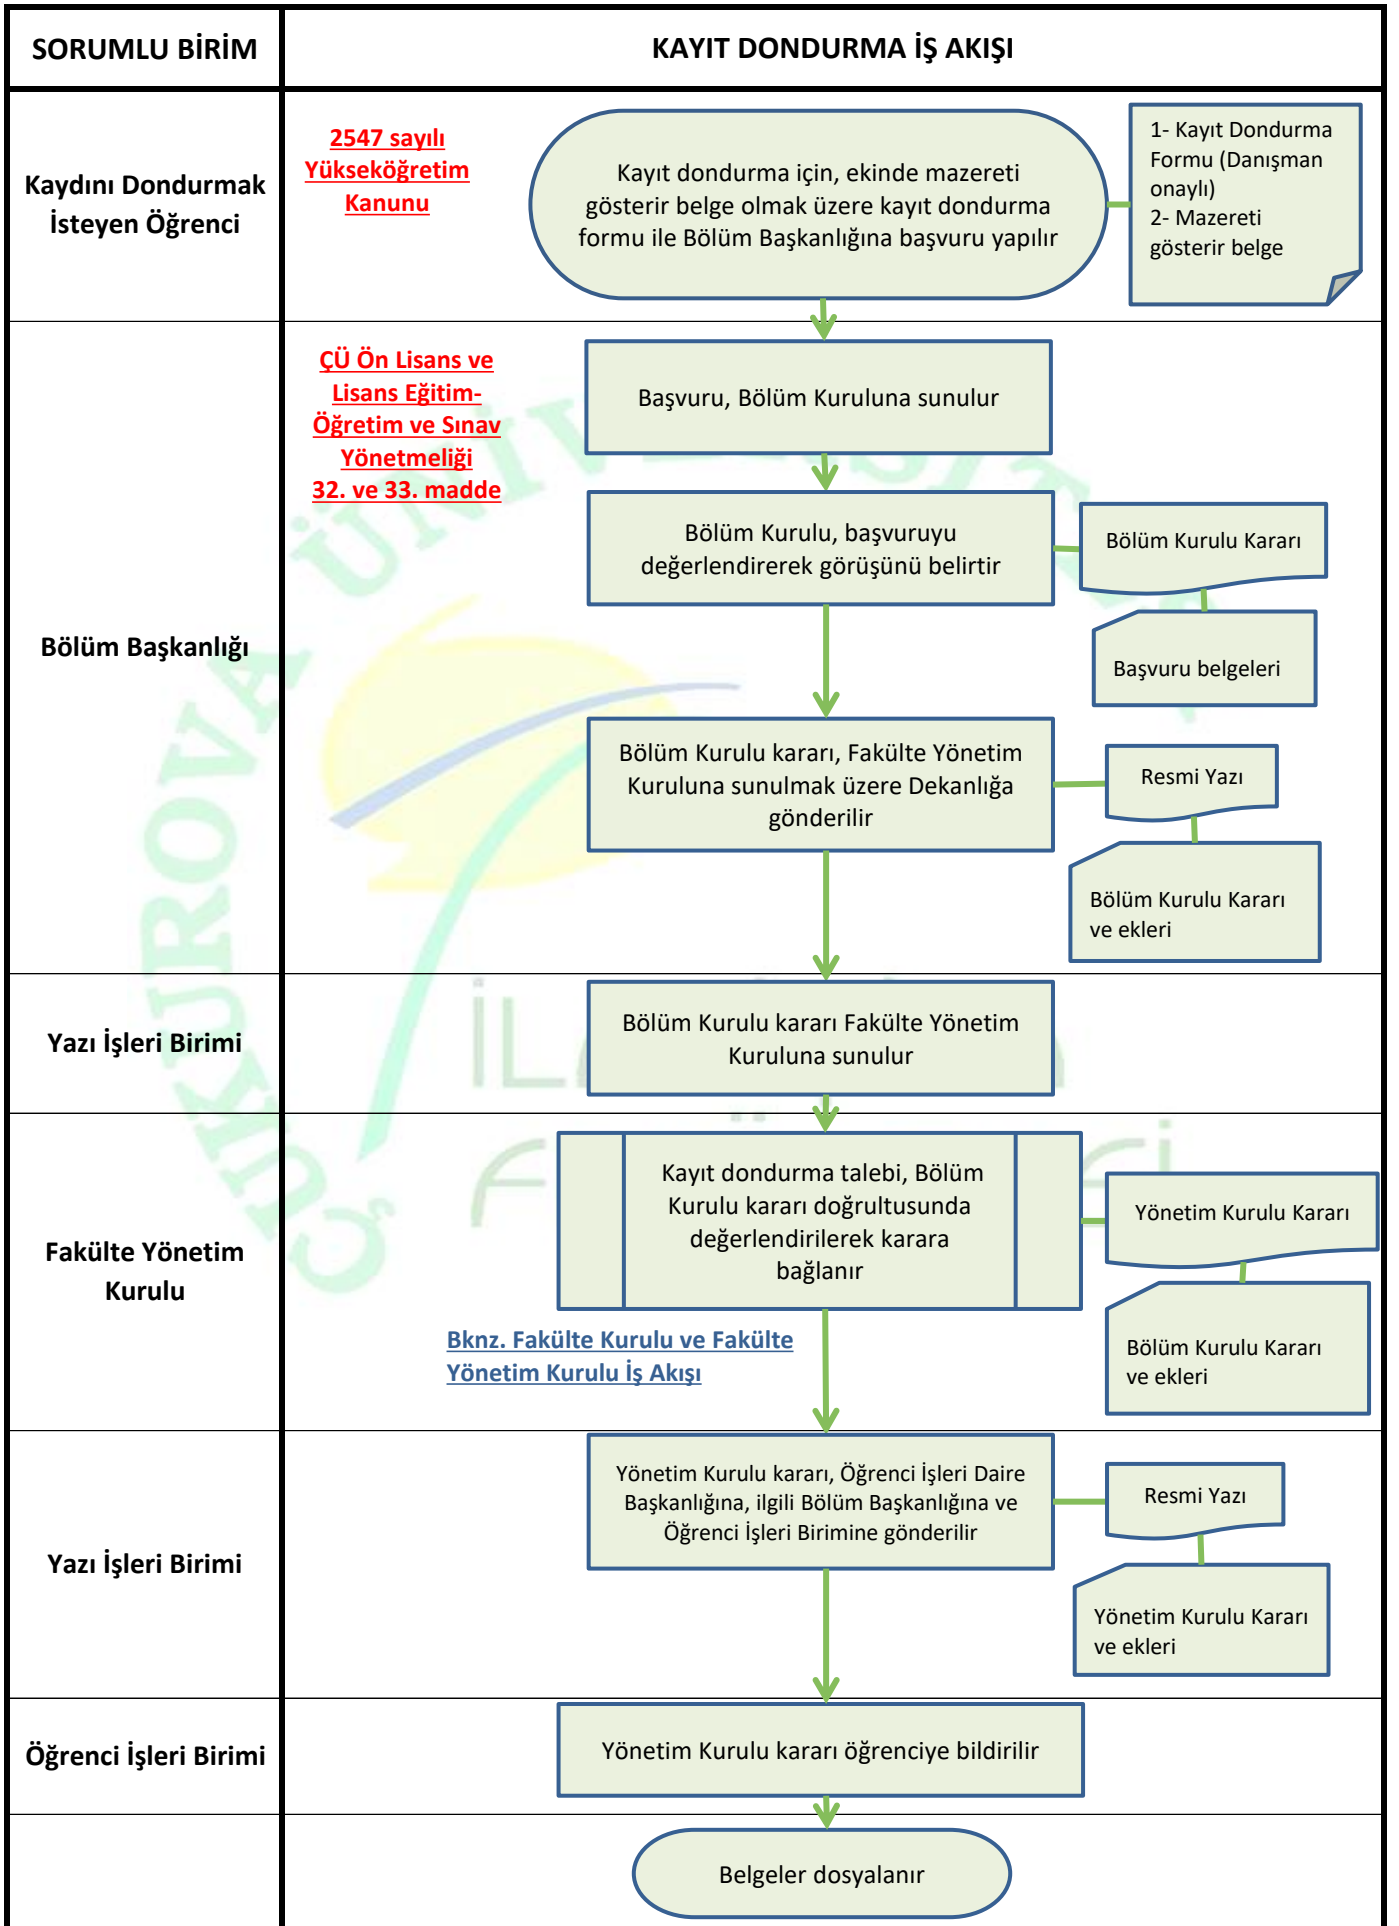 SORUMLU BİRİM
KAYIT DONDURMA İŞ AKIŞI
Kaydını Dondurmak
İsteyen Öğrenci
2547 sayılı
Yükseköğretim
Kanunu
Kayıt dondurma için, ekinde mazereti
gösterir belge olmak üzere kayıt dondurma
formu ile Bölüm Başkanlığına başvuru yapılır
1- Kayıt Dondurma
Formu (Danışman
onaylı)
2- Mazereti
gösterir belge
Bölüm Başkanlığı
ÇÜ Ön Lisans ve
Lisans Eğitim-
Öğretim ve Sınav
Yönetmeliği
32. ve 33. madde
Başvuru, Bölüm Kuruluna sunulur
Bölüm Kurulu, başvuruyu
değerlendirerek görüşünü belirtir
Bölüm Kurulu Kararı
Başvuru belgeleri
Bölüm Kurulu kararı, Fakülte Yönetim
Kuruluna sunulmak üzere Dekanlığa
gönderilir
Resmi Yazı
Bölüm Kurulu Kararı
ve ekleri
Yazı İşleri Birimi
Bölüm Kurulu kararı Fakülte Yönetim
Kuruluna sunulur
Fakülte Yönetim
Kurulu
Kayıt dondurma talebi, Bölüm
Kurulu kararı doğrultusunda
değerlendirilerek karara
bağlanır
Yönetim Kurulu Kararı
Bölüm Kurulu Kararı
ve ekleri
Bknz. Fakülte Kurulu ve Fakülte
Yönetim Kurulu İş Akışı
Yazı İşleri Birimi
Yönetim Kurulu kararı, Öğrenci İşleri Daire
Başkanlığına, ilgili Bölüm Başkanlığına ve
Öğrenci İşleri Birimine gönderilir
Resmi Yazı
Yönetim Kurulu Kararı
ve ekleri
Öğrenci İşleri Birimi
Yönetim Kurulu kararı öğrenciye bildirilir
Belgeler dosyalanır
ÇUKUROVA